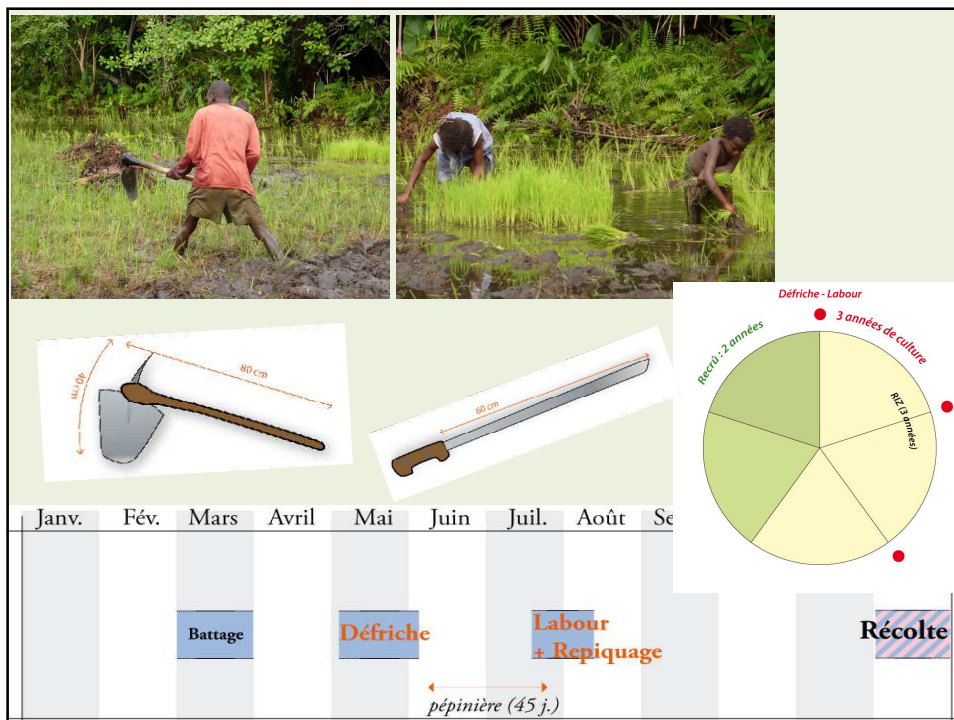 Défriche - Labour
3 années de culture
Recrû : 2 années
RIZ (3 années)
40 cm
80 cm
60 cm
Janv. Fév. Mars Avril Mai Juin Juil. Août Se
Battage
Défriche
Labour
+ Repiquage
Récolte
pépinière (45 j.)